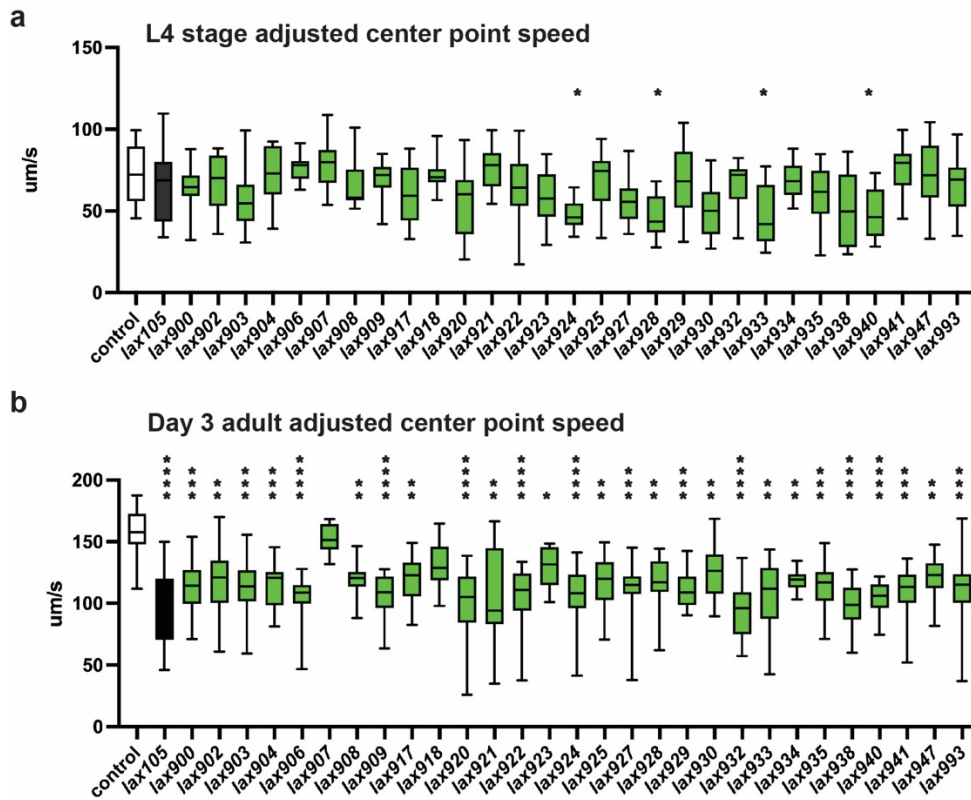 a
L4 stage adjusted center point speed
150
100
50
0
um/s
* * * *
control
lax105
lax900
lax902
lax903
lax904
lax906
lax907
lax908
lax909
lax917
lax918
lax920
lax921
lax922
lax923
lax924
lax925
lax927
lax928
lax929
lax930
lax932
lax933
lax934
lax935
lax938
lax940
lax941
lax947
lax993
b
Day 3 adult adjusted center point speed
200
150
100
50
0
um/s
control
lax105
lax900
lax902
lax903
lax904
lax906
lax907
lax908
lax909
lax917
lax918
lax920
lax921
lax922
lax923
lax924
lax925
lax927
lax928
lax929
lax930
lax932
lax933
lax934
lax935
lax938
lax940
lax941
lax947
lax993